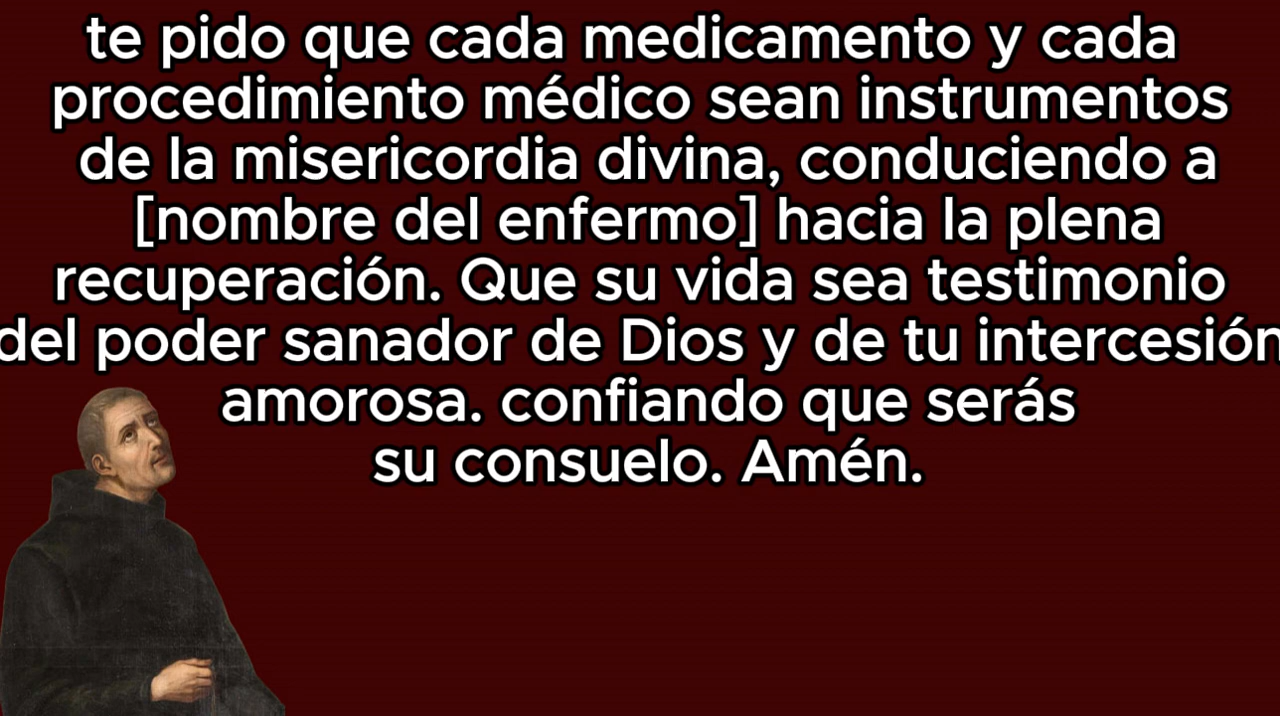 te pido que cada medicamento y cada
procedimiento médico sean instrumentos
de la misericordia divina, conduciendo a
[nombre del enfermo] hacia la plena
recuperación. Que su vida sea testimonio
del poder sanador de Dios y de tu intercesión
amorosa. confiando que serás
su consuelo. Amén.